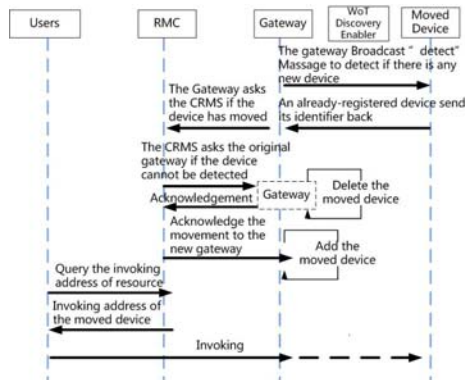 Users
RMC
Gateway
WoT
Discovery
Enabler
Moved
Device
The gateway Broadcast“ detect”
Massage to detect if there is any
new device
The Gateway asks
the CRMS if the
device has moved
An already-registered device send
its identifier back
The CRMS asks the original
gateway if the device
cannot be detected
Gateway
Delete the
moved device
Acknowledgement
Acknowledge the
movement to the
new gateway
Add the
moved device
Query the invoking
address of resource
Invoking address of
the moved device
Invoking